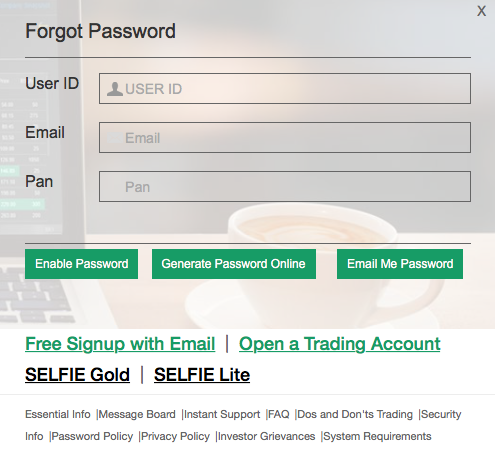 X
Forgot Password
User ID USER ID
Email Email
Pan Pan
Enable Password Generate Password Online Email Me Password
Free Signup with Email | Open a Trading Account
SELFIE Gold | SELFIE Lite
Essential Info |Message Board |Instant Support |FAQ |Dos and Don'ts Trading |Security
Info |Password Policy |Privacy Policy |Investor Grievances |System Requirements